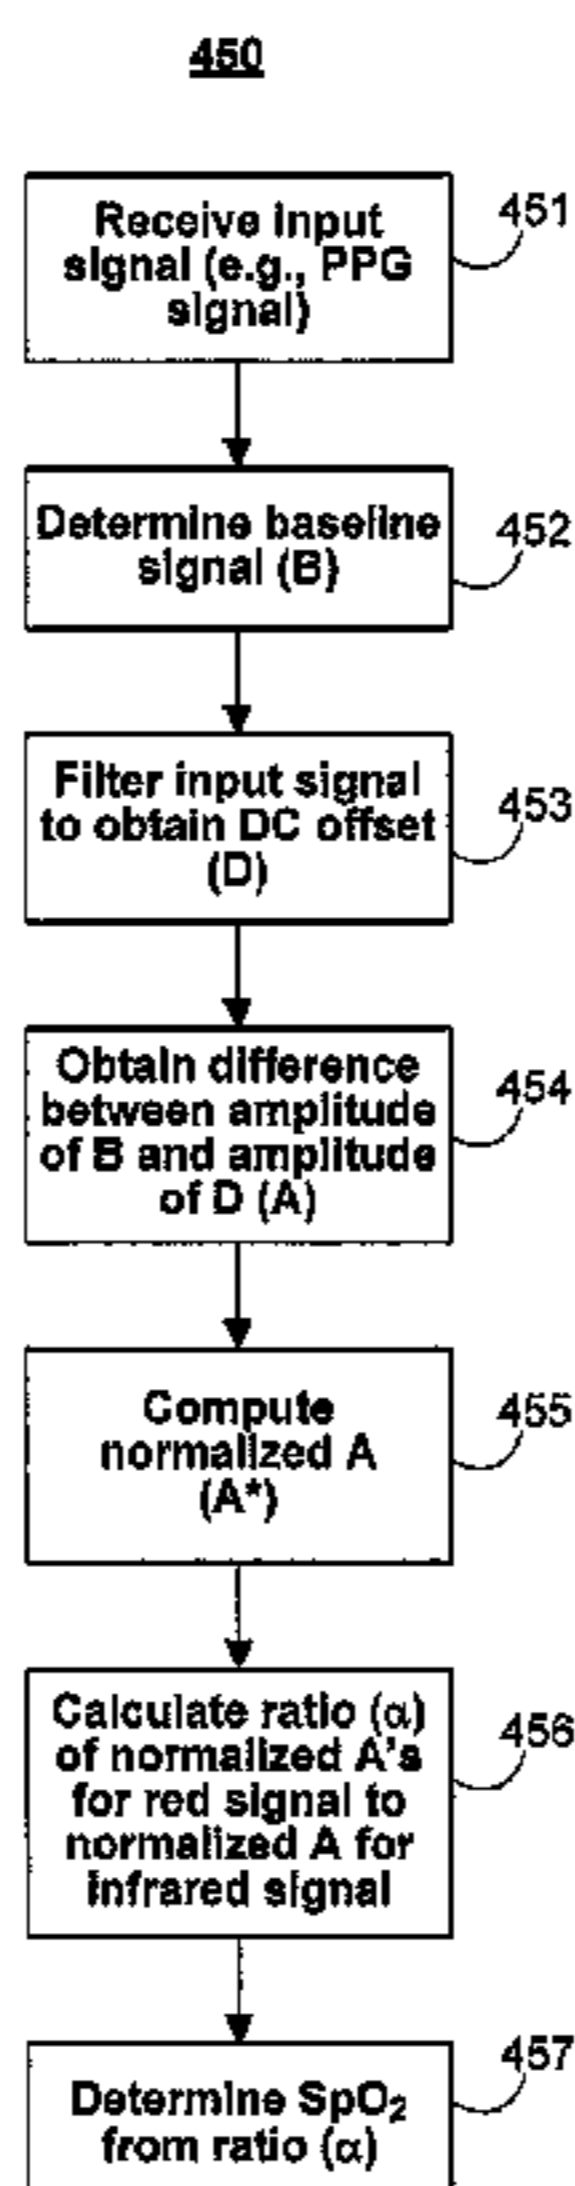 450
Receive input
signal (e.g., PPG
signal)
451
Determine baseline
signal (B)
452
Filter input signal
to obtain DC offset
(D)
453
Obtain difference
between amplitude
of B and amplitude
of D (A)
454
Compute
normalized A
(A*)
455
Calculate ratio (α)
of normalized A's
for red signal to
normalized A for
infrared signal
456
Determine SpO₂
from ratio (α)
457